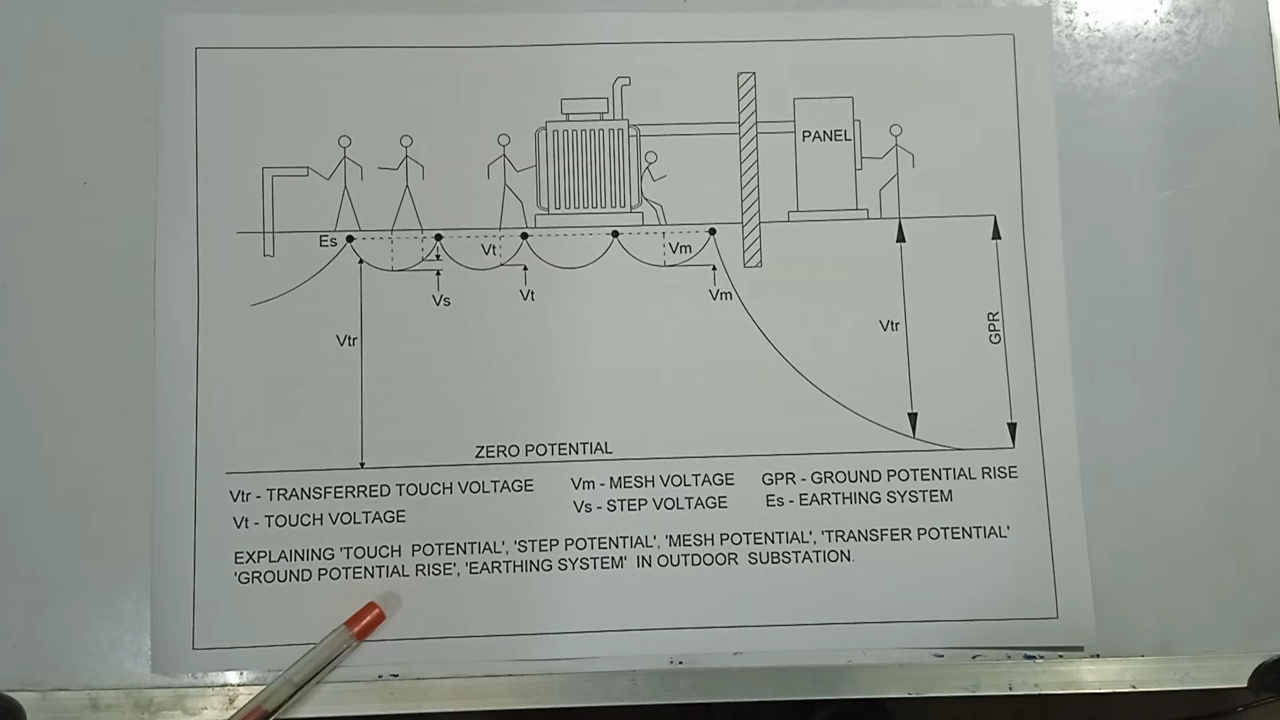 PANEL
Es
Vt
Vm
Vs
Vt
Vm
Vtr
Vtr
GPR
ZERO POTENTIAL
Vtr - TRANSFERRED TOUCH VOLTAGE
Vm - MESH VOLTAGE
GPR - GROUND POTENTIAL RISE
Vt - TOUCH VOLTAGE
Vs - STEP VOLTAGE
Es - EARTHING SYSTEM
EXPLAINING 'TOUCH POTENTIAL', 'STEP POTENTIAL', 'MESH POTENTIAL', 'TRANSFER POTENTIAL'
'GROUND POTENTIAL RISE', 'EARTHING SYSTEM' IN OUTDOOR SUBSTATION.